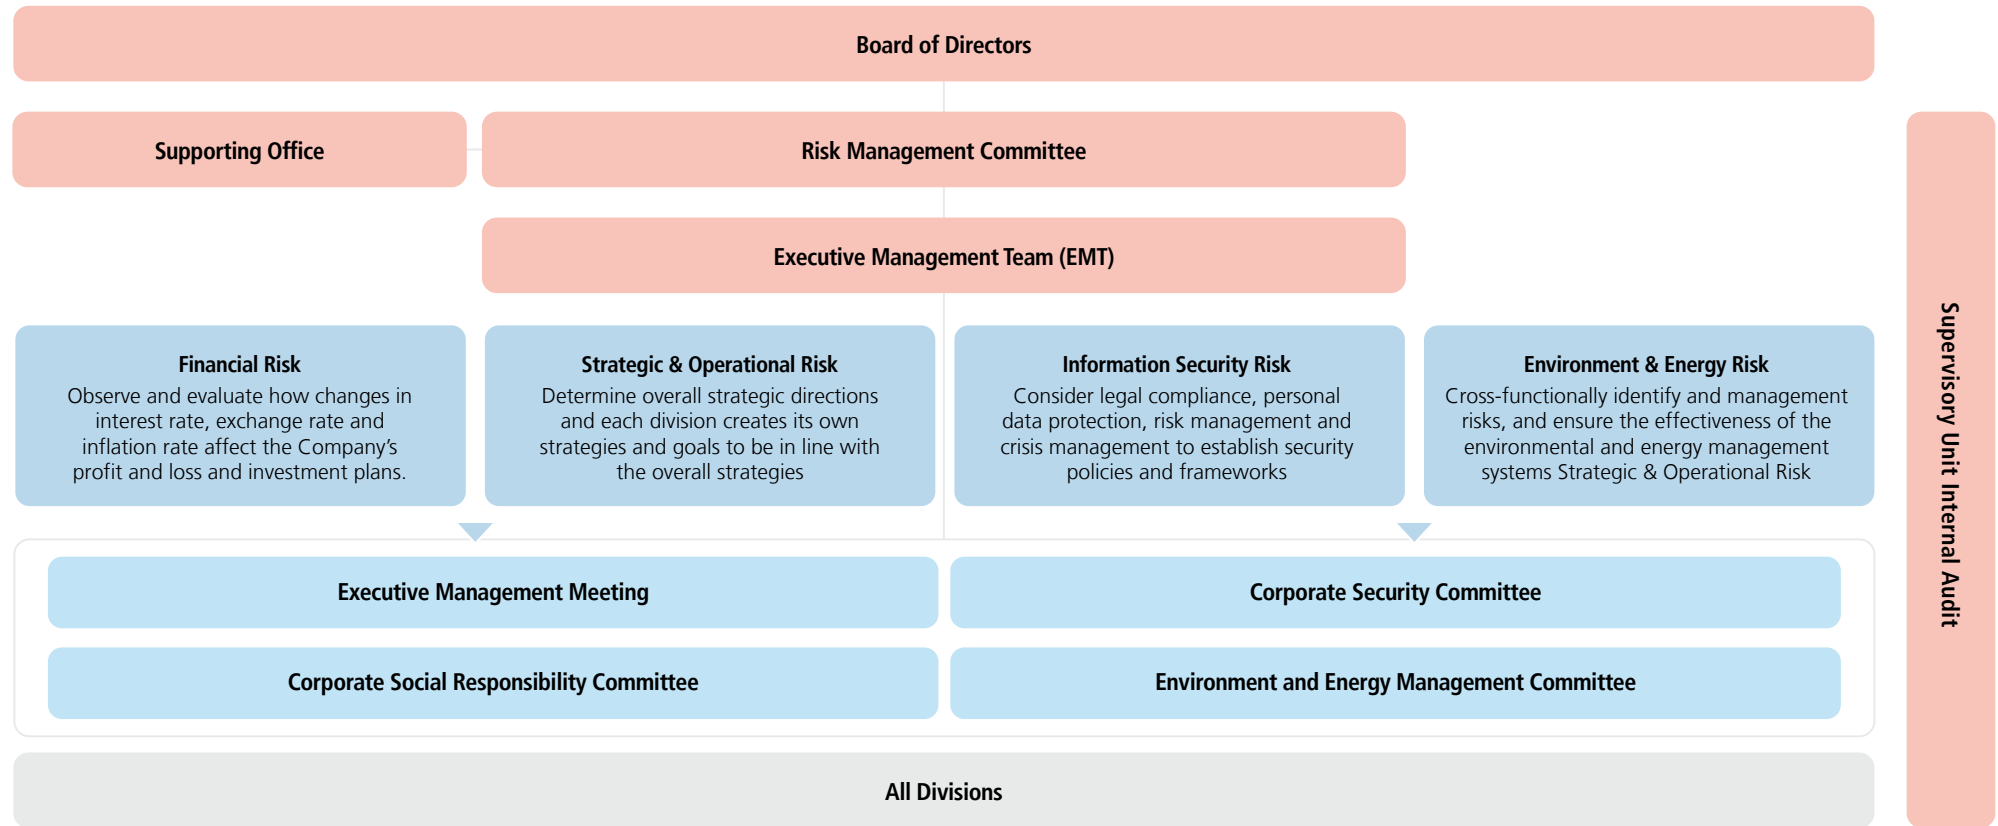 Board of Directors
Supporting Office
Risk Management Committee
Executive Management Team (EMT)
Financial Risk
Observe and evaluate how changes in
interest rate, exchange rate and
inflation rate affect the Company’s
profit and loss and investment plans.
Strategic & Operational Risk
Determine overall strategic directions
and each division creates its own
strategies and goals to be in line with
the overall strategies
Information Security Risk
Consider legal compliance, personal
data protection, risk management and
crisis management to establish security
policies and frameworks
Environment & Energy Risk
Cross-functionally identify and management
risks, and ensure the effectiveness of the
environmental and energy management
systems Strategic & Operational Risk
Executive Management Meeting
Corporate Security Committee
Corporate Social Responsibility Committee
Environment and Energy Management Committee
All Divisions
Supervisory Unit Internal Audit